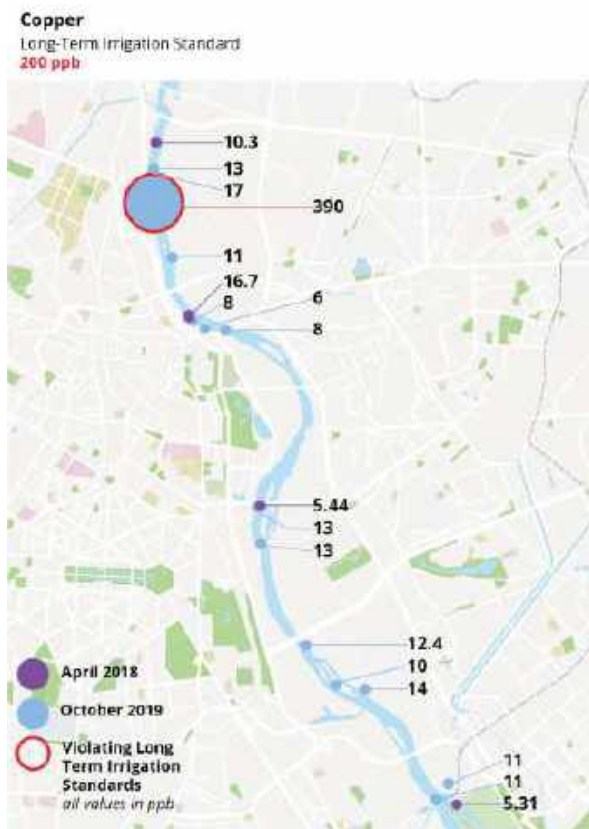 Copper
Long-Term Irrigation Standard
200 ppb
10.3
13
17
390
11
16.7
8
6
8
5.44
13
13
12.4
10
14
April 2018
October 2019
Violating Long
Term Irrigation
Standards
all values in ppb
11
11
5.31